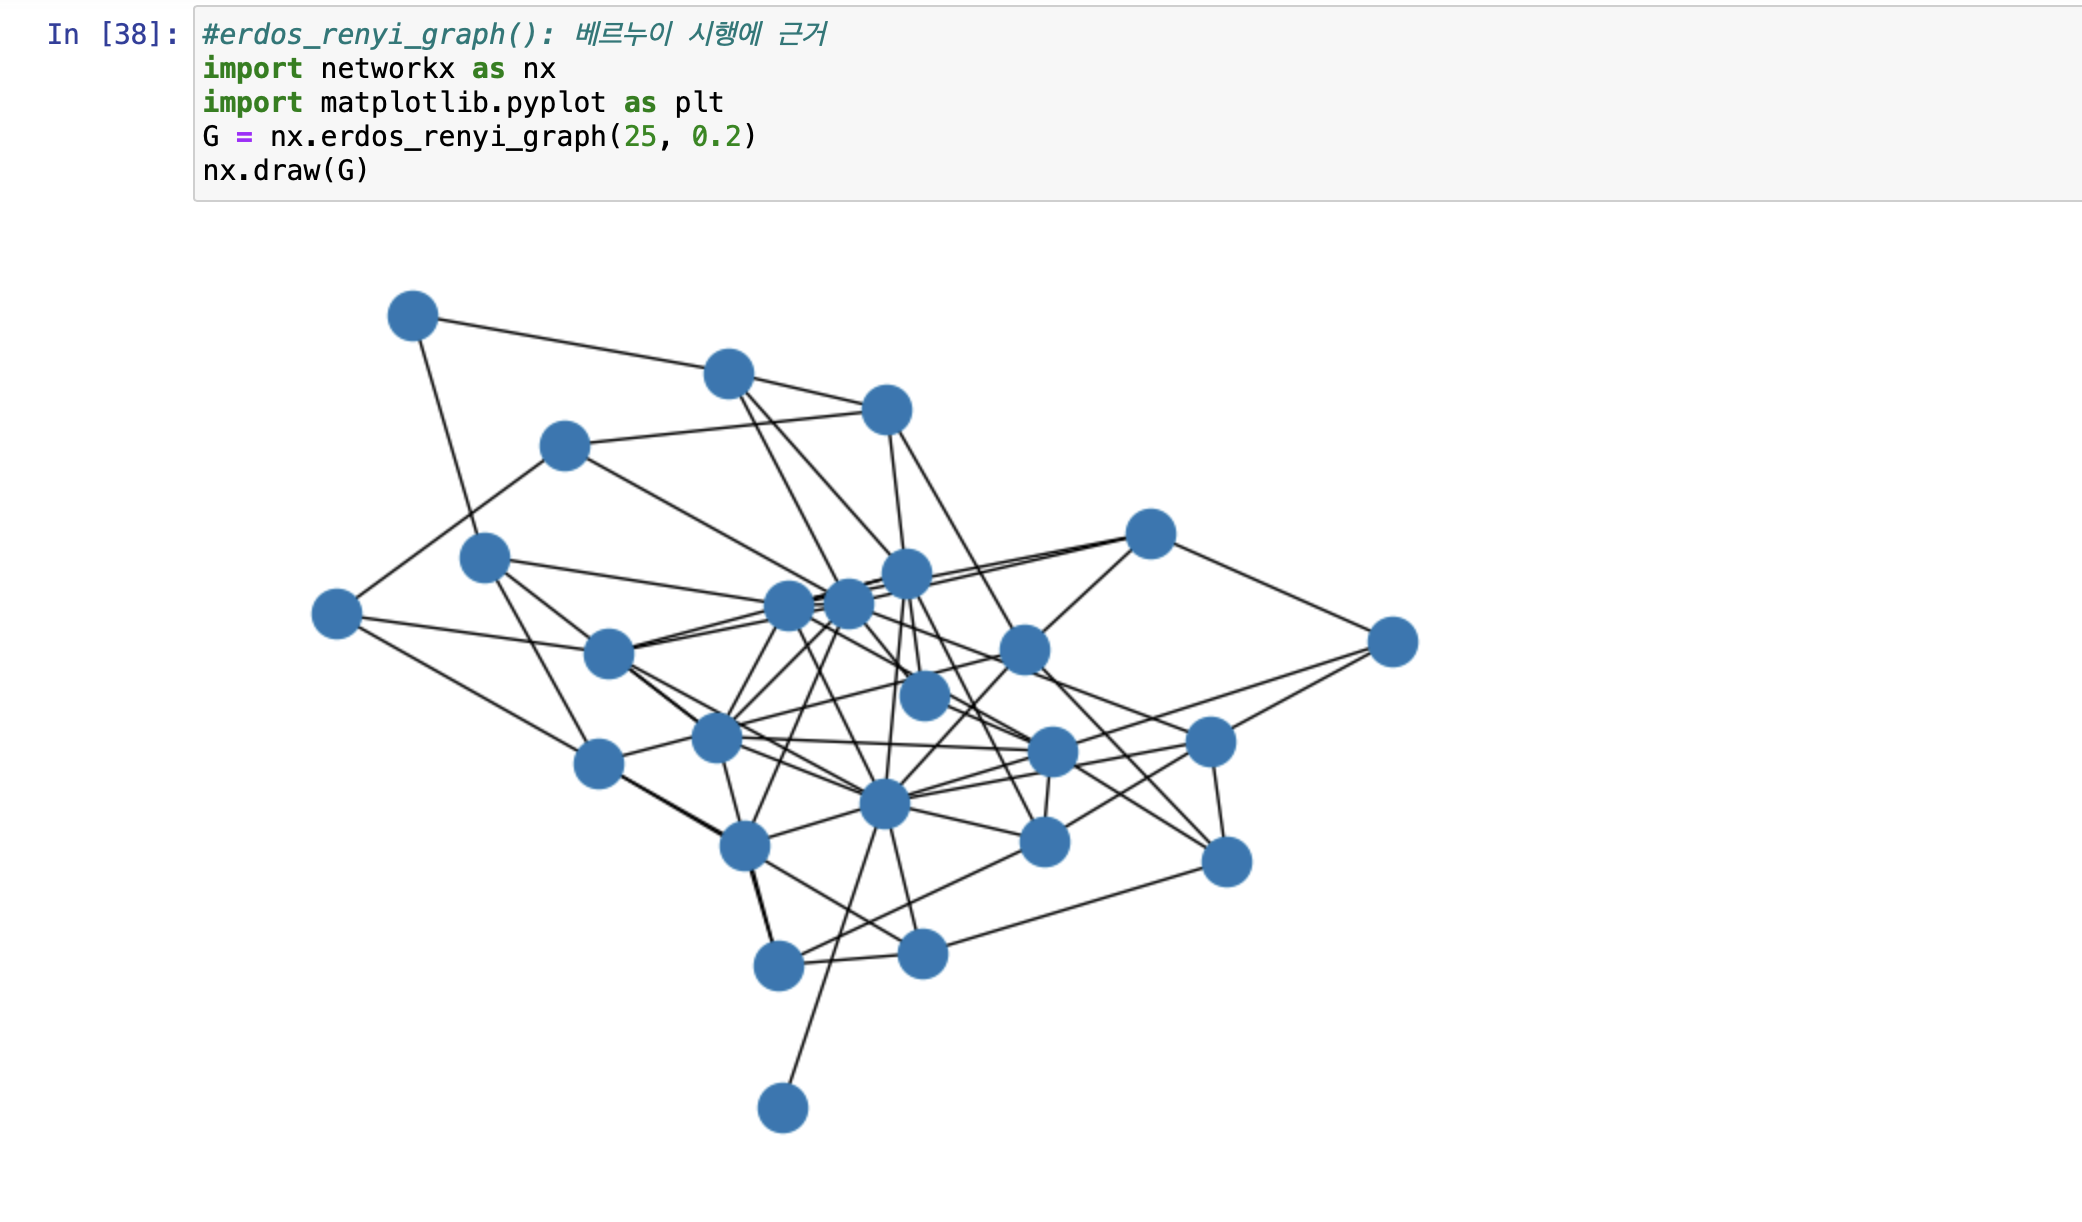 In [38]: #erdos_renyi_graph(): 베르누이 시행에 근거
import networkx as nx
import matplotlib.pyplot as plt
G = nx.erdos_renyi_graph(25, 0.2)
nx.draw(G)